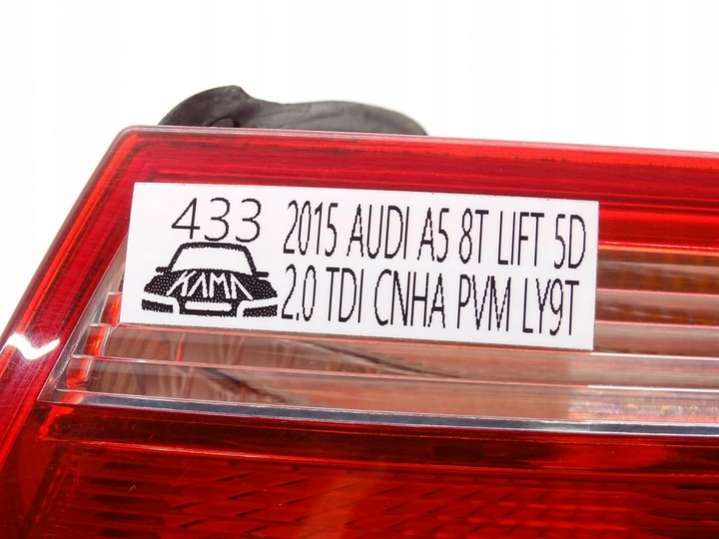 433 2015 AUDI A5 8T LIFT 5D
KAMA 2.0 TDI CNHA PVM LY9T